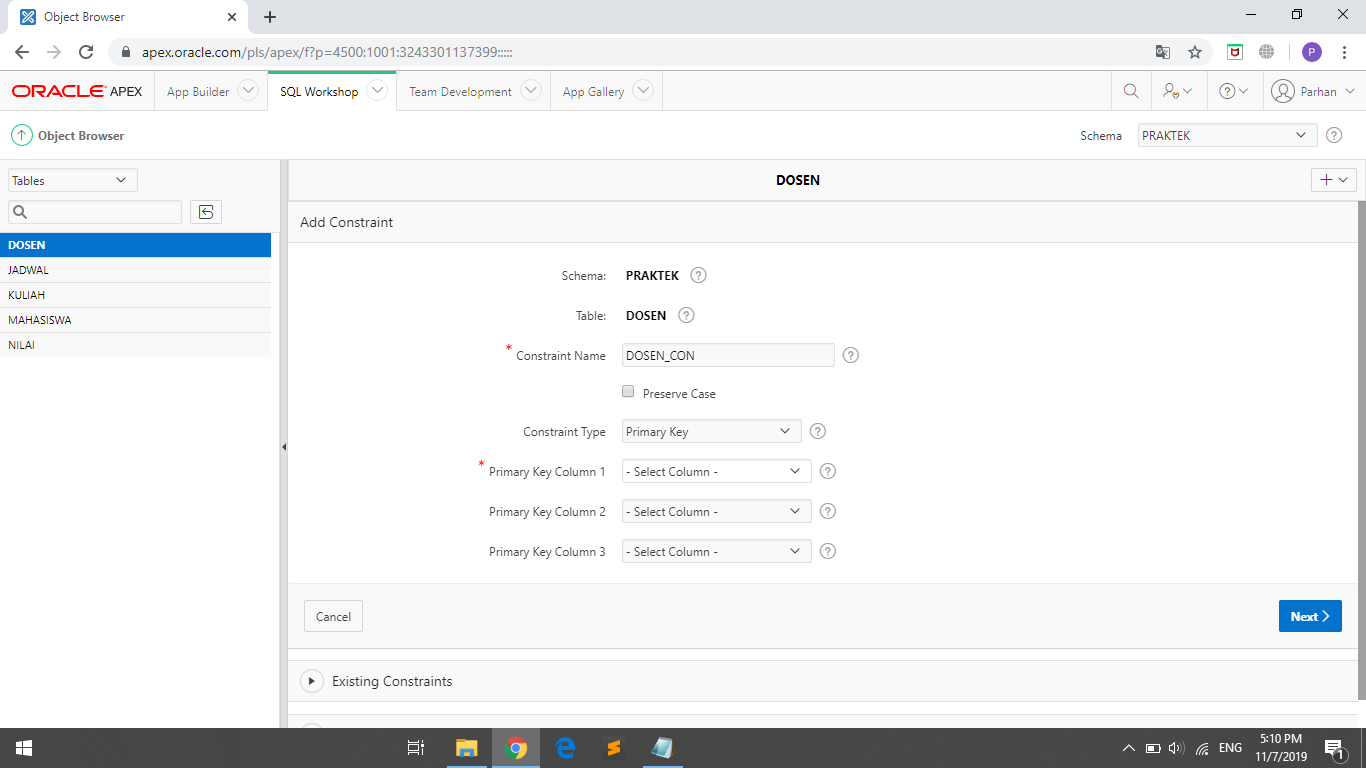 Object Browser
apex.oracle.com/pls/apex/f?p=4500:1001:3243301137399:::::
P
ORACLE APEX
App Builder
SQL Workshop
Team Development
App Gallery
Parhan
Object Browser
Schema
PRAKTEK
Tables
DOSEN
JADWAL
KULIAH
MAHASISWA
NILAI
DOSEN
Add Constraint
Schema: PRAKTEK
Table: DOSEN
* Constraint Name DOSEN_CON
Preserve Case
Constraint Type Primary Key
* Primary Key Column 1 - Select Column -
Primary Key Column 2 - Select Column -
Primary Key Column 3 - Select Column -
Cancel
Next
Existing Constraints
ENG
5:10 PM
11/7/2019
1